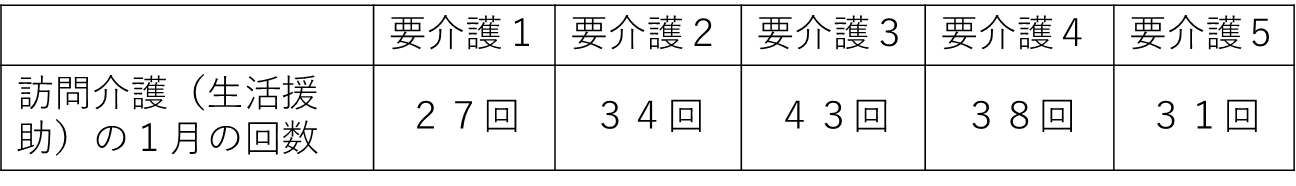 要介護１ 要介護２ 要介護３ 要介護４ 要介護５
訪問介護（生活援
助）の１月の回数 ２７回 ３４回 ４３回 ３８回 ３１回